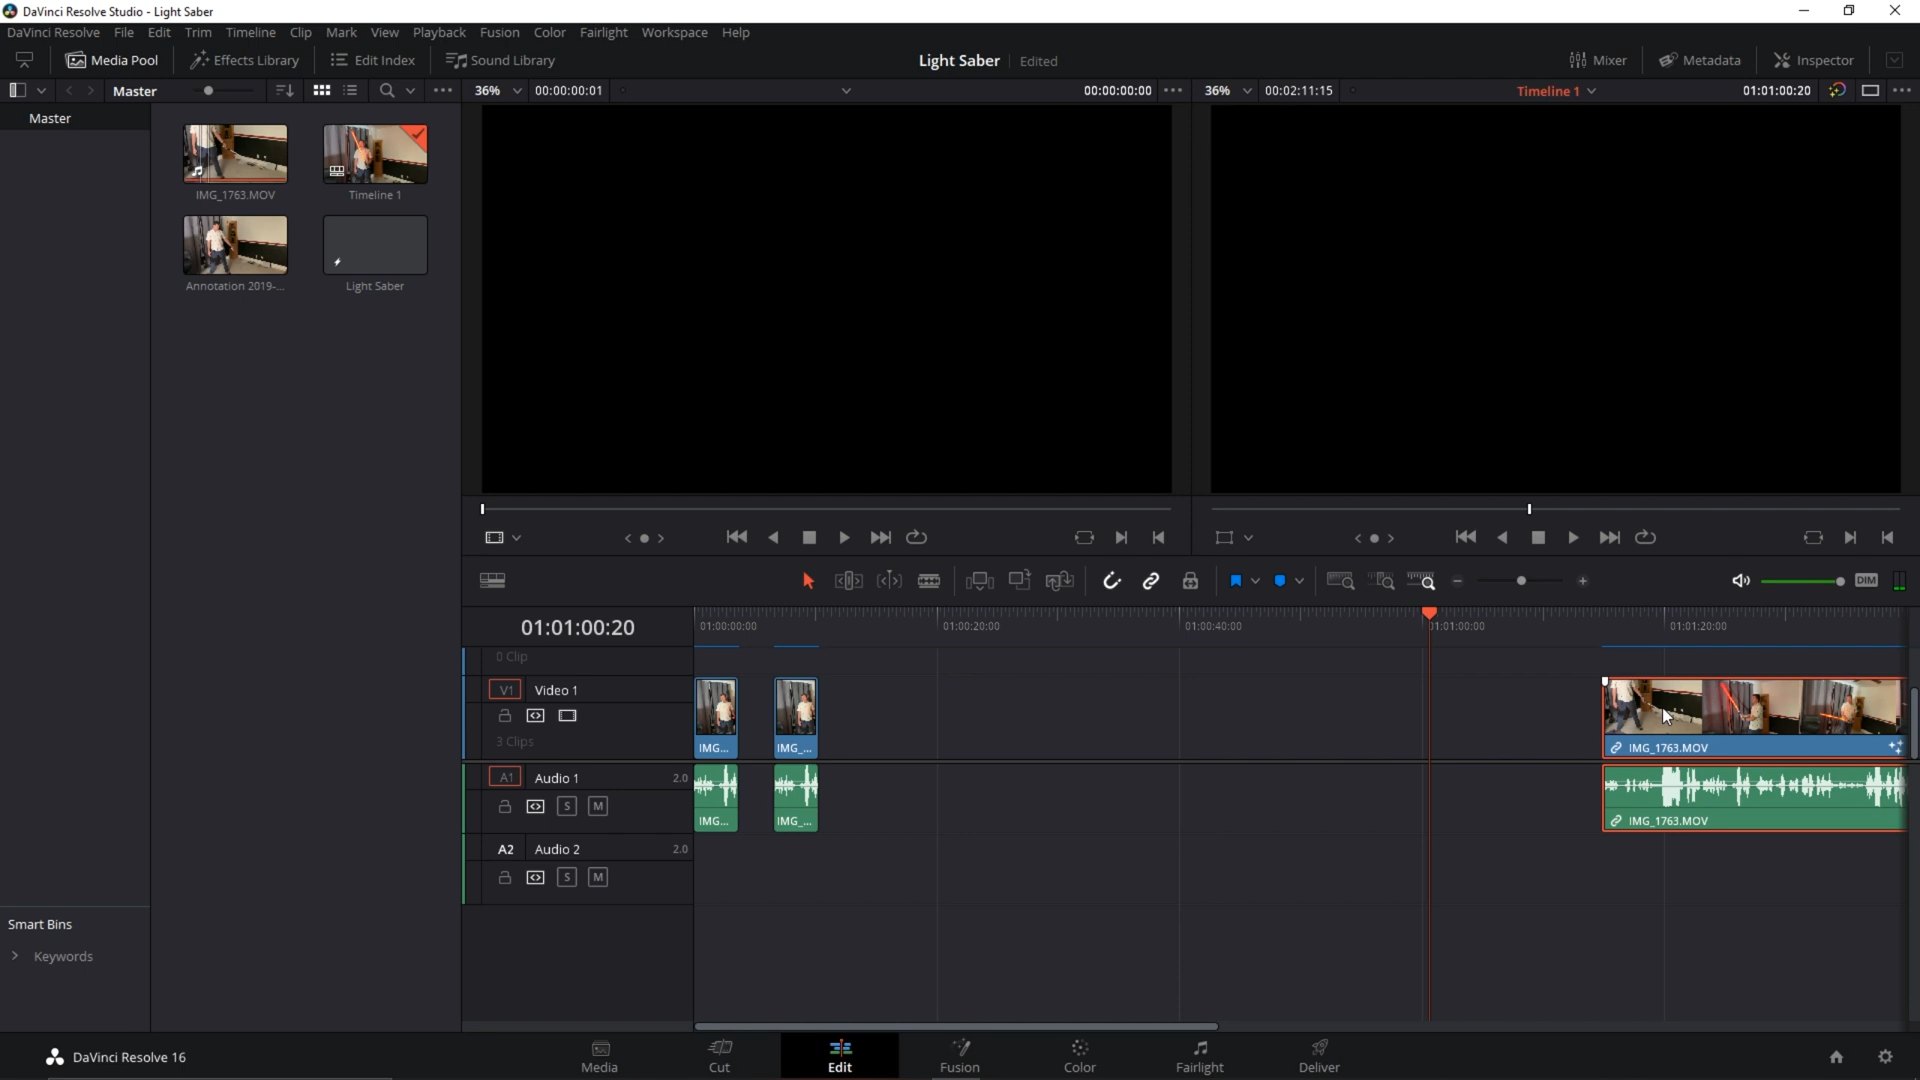 DaVinci Resolve Studio - Light Saber
DaVinci Resolve File Edit Trim Timeline Clip Mark View Playback Fusion Color Fairlight Workspace Help
Media Pool Effects Library Edit Index Sound Library Light Saber Edited Mixer Metadata Inspector
Master 36% 00:00:00:01 00:00:00:00 36% 00:02:11:15 Timeline 1 01:01:00:20
Master
IMG_1763.MOV Timeline 1
Annotation 2019-... Light Saber
DIM
01:01:00:20 01:00:00:00 01:00:20:00 01:00:40:00 01:01:00:00 01:01:20:00
0 Clip
V1 Video 1
3 Clips IMG... IMG_... IMG_1763.MOV
A1 Audio 1 2.0
S M
IMG... IMG_... IMG_1763.MOV
A2 Audio 2 2.0
S M
Smart Bins
Keywords
DaVinci Resolve 16 Media Cut Edit Fusion Color Fairlight Deliver